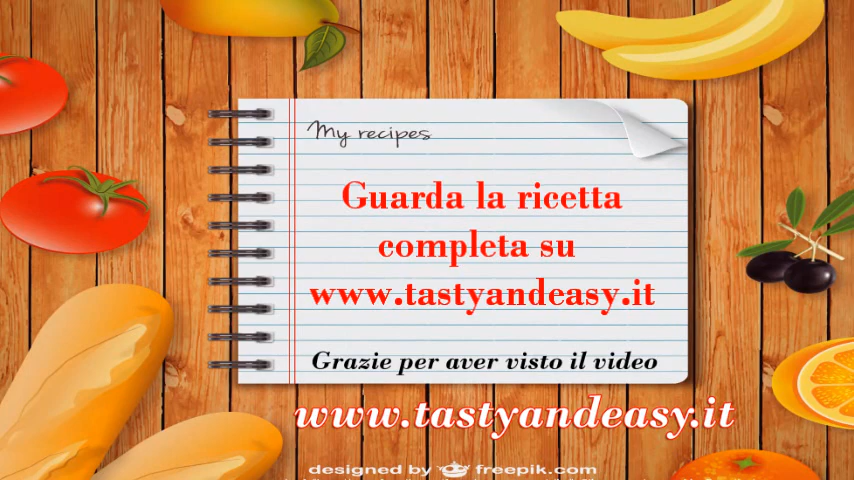 My recipes
Guarda la ricetta
completa su
www.tastyandeasy.it
Grazie per aver visto il video
www.tastyandeasy.it
designed by freepik.com